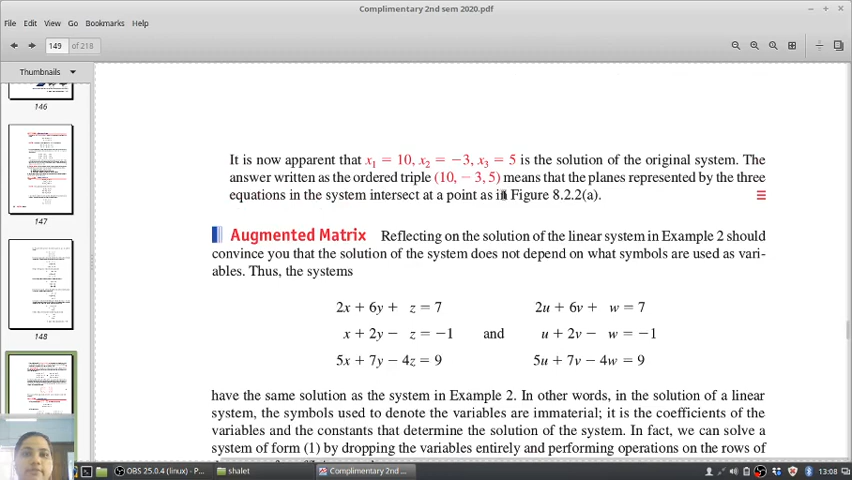 Complimentary 2nd sem 2020.pdf
File Edit View Go Bookmarks Help
149 of 218
Thumbnails
146
147
148
It is now apparent that x₁ = 10, x₂ = −3, x₃ = 5 is the solution of the original system. The
answer written as the ordered triple (10, − 3, 5) means that the planes represented by the three
equations in the system intersect at a point as in Figure 8.2.2(a).
Augmented Matrix Reflecting on the solution of the linear system in Example 2 should
convince you that the solution of the system does not depend on what symbols are used as vari-
ables. Thus, the systems
2x + 6y + z = 7 2u + 6v + w = 7
x + 2y − z = −1 and u + 2v − w = −1
5x + 7y − 4z = 9 5u + 7v − 4w = 9
have the same solution as the system in Example 2. In other words, in the solution of a linear
system, the symbols used to denote the variables are immaterial; it is the coefficients of the
variables and the constants that determine the solution of the system. In fact, we can solve a
system of form (1) by dropping the variables entirely and performing operations on the rows of
OBS 25.0.4 (linux) shalet Complimentary 2nd ... 13:08